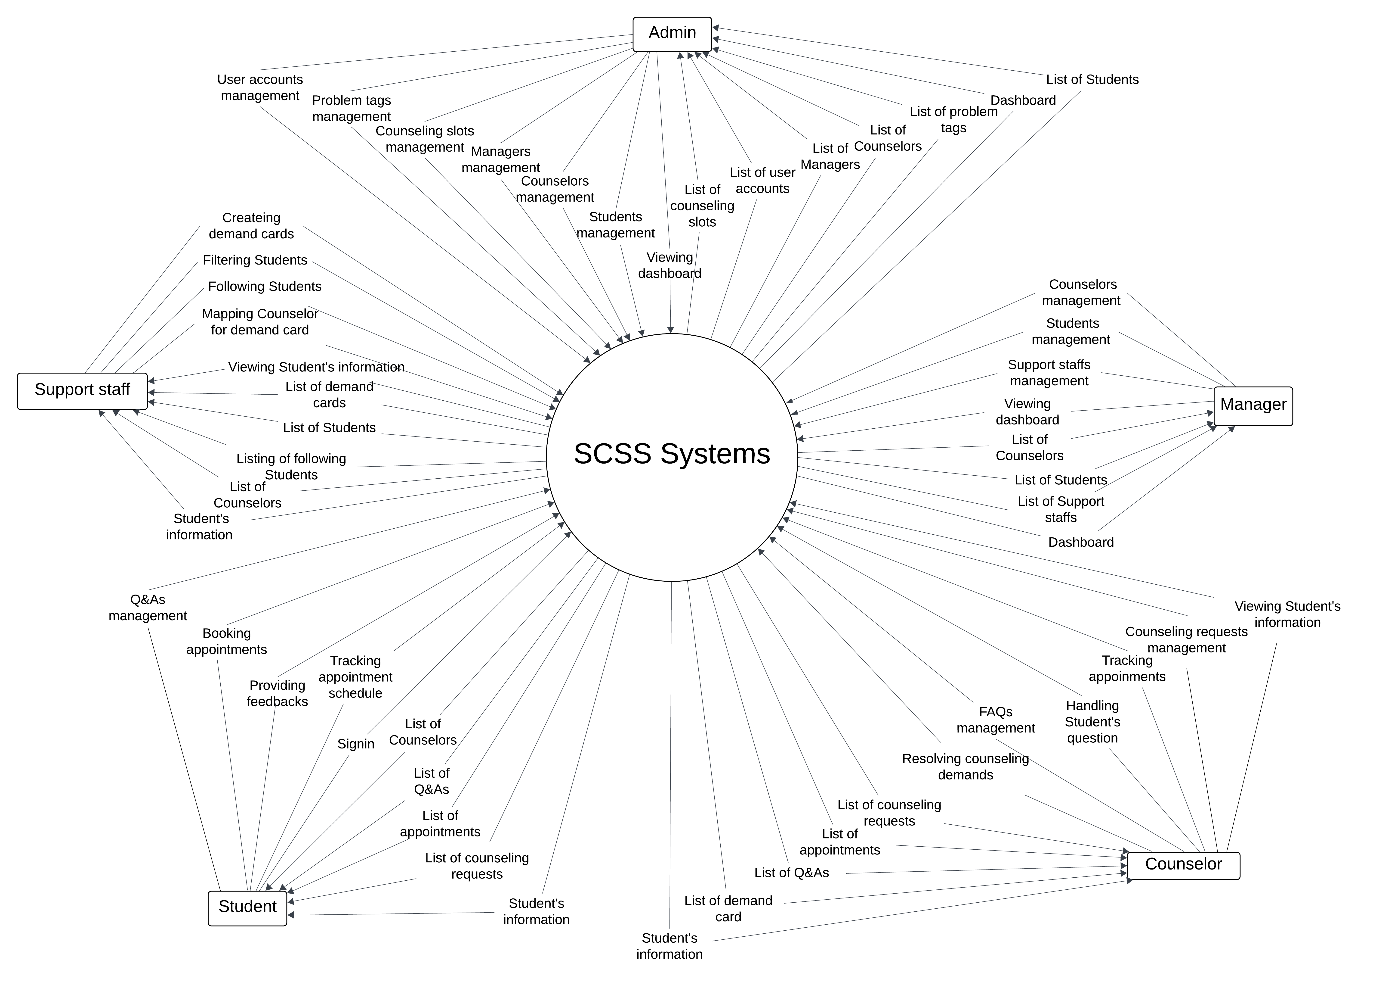 Admin
User accounts
management
Problem tags
management
Counseling slots
management
Managers
management
Counselors
management
Students
management
Viewing
dashboard
List of
counseling
slots
List of user
accounts
List of
Managers
List of
Counselors
List of problem
tags
Dashboard
List of Students
Createing
demand cards
Filtering Students
Following Students
Mapping Counselor
for demand card
Viewing Student's information
List of demand
cards
List of Students
Listing of following
Students
List of
Counselors
Student's
information
Support staff
SCSS Systems
Counselors
management
Students
management
Support staffs
management
Viewing
dashboard
List of
Counselors
List of Students
List of Support
staffs
Dashboard
Manager
Q&As
management
Booking
appointments
Providing
feedbacks
Tracking
appointment
schedule
Signin
List of
Counselors
List of
Q&As
List of
appointments
List of counseling
requests
Student's
information
Student
Viewing Student's
information
Counseling requests
management
Tracking
appoinments
Handling
Student's
question
FAQs
management
Resolving counseling
demands
List of counseling
requests
List of
appointments
List of Q&As
List of demand
card
Student's
information
Counselor